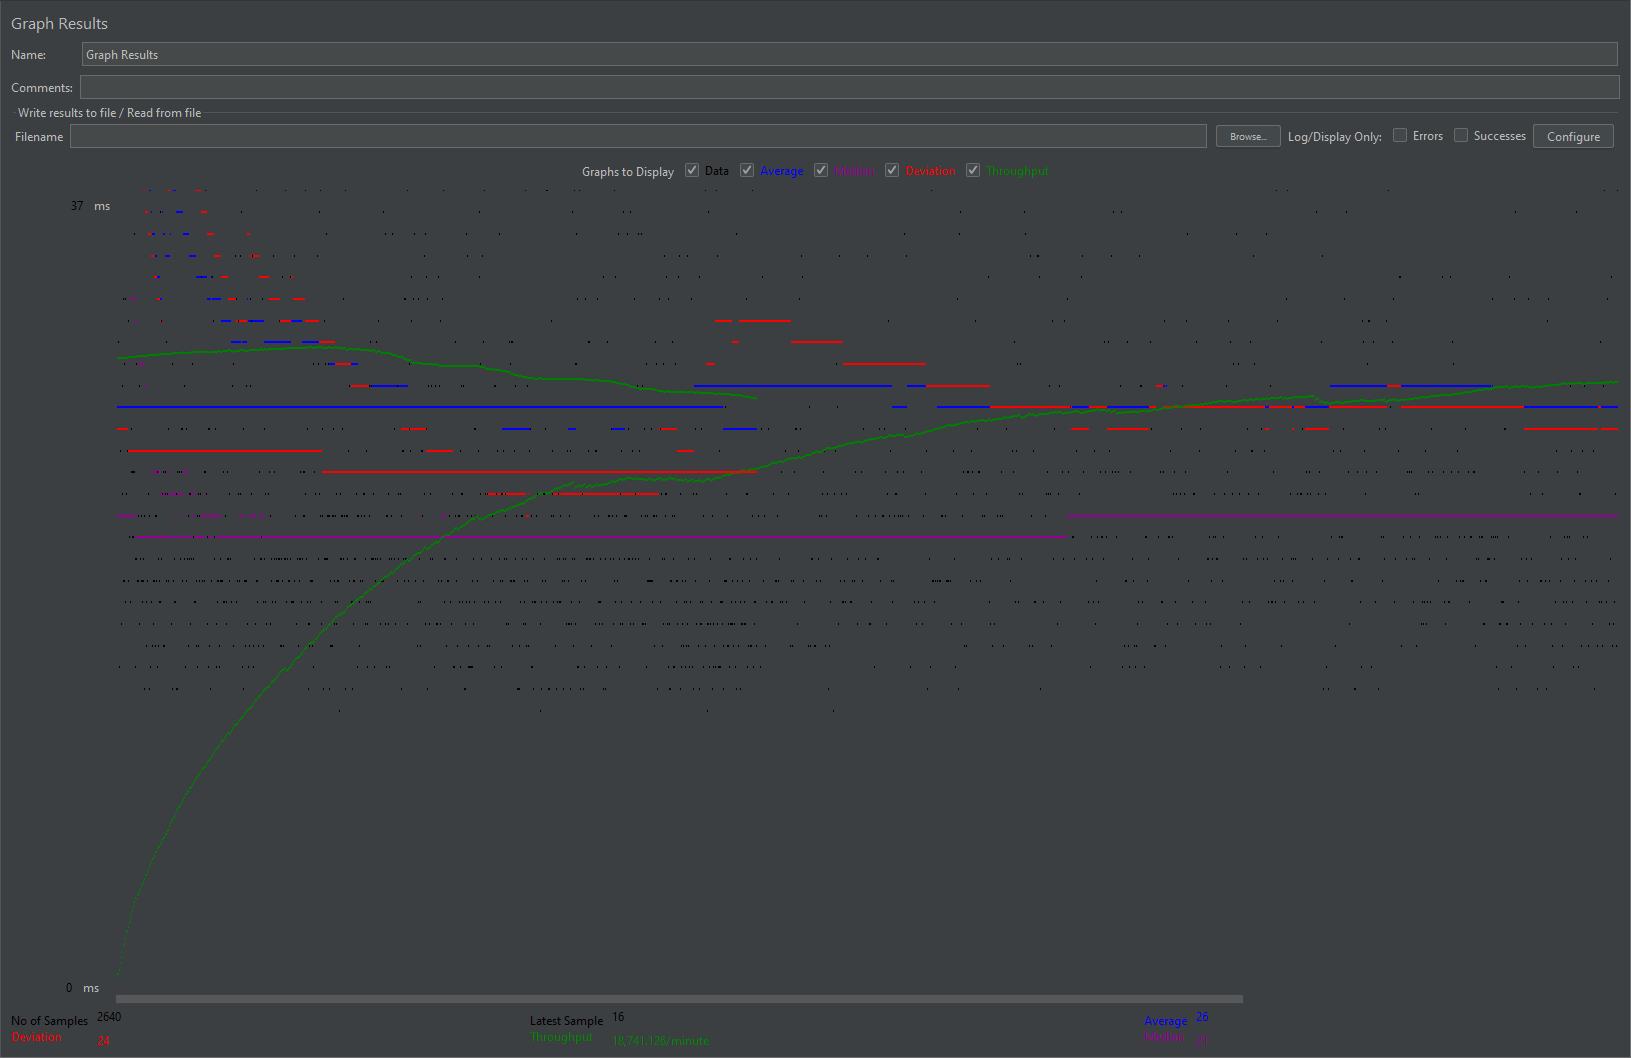 Graph Results
Name: Graph Results
Comments:
Write results to file / Read from file
Filename Browse... Log/Display Only: Errors Successes Configure
Graphs to Display Data Average Median Deviation Throughput
37 ms
0 ms
No of Samples 2640 Latest Sample 16 Average 26
Deviation 24 Throughput 18,741.126/minute Median